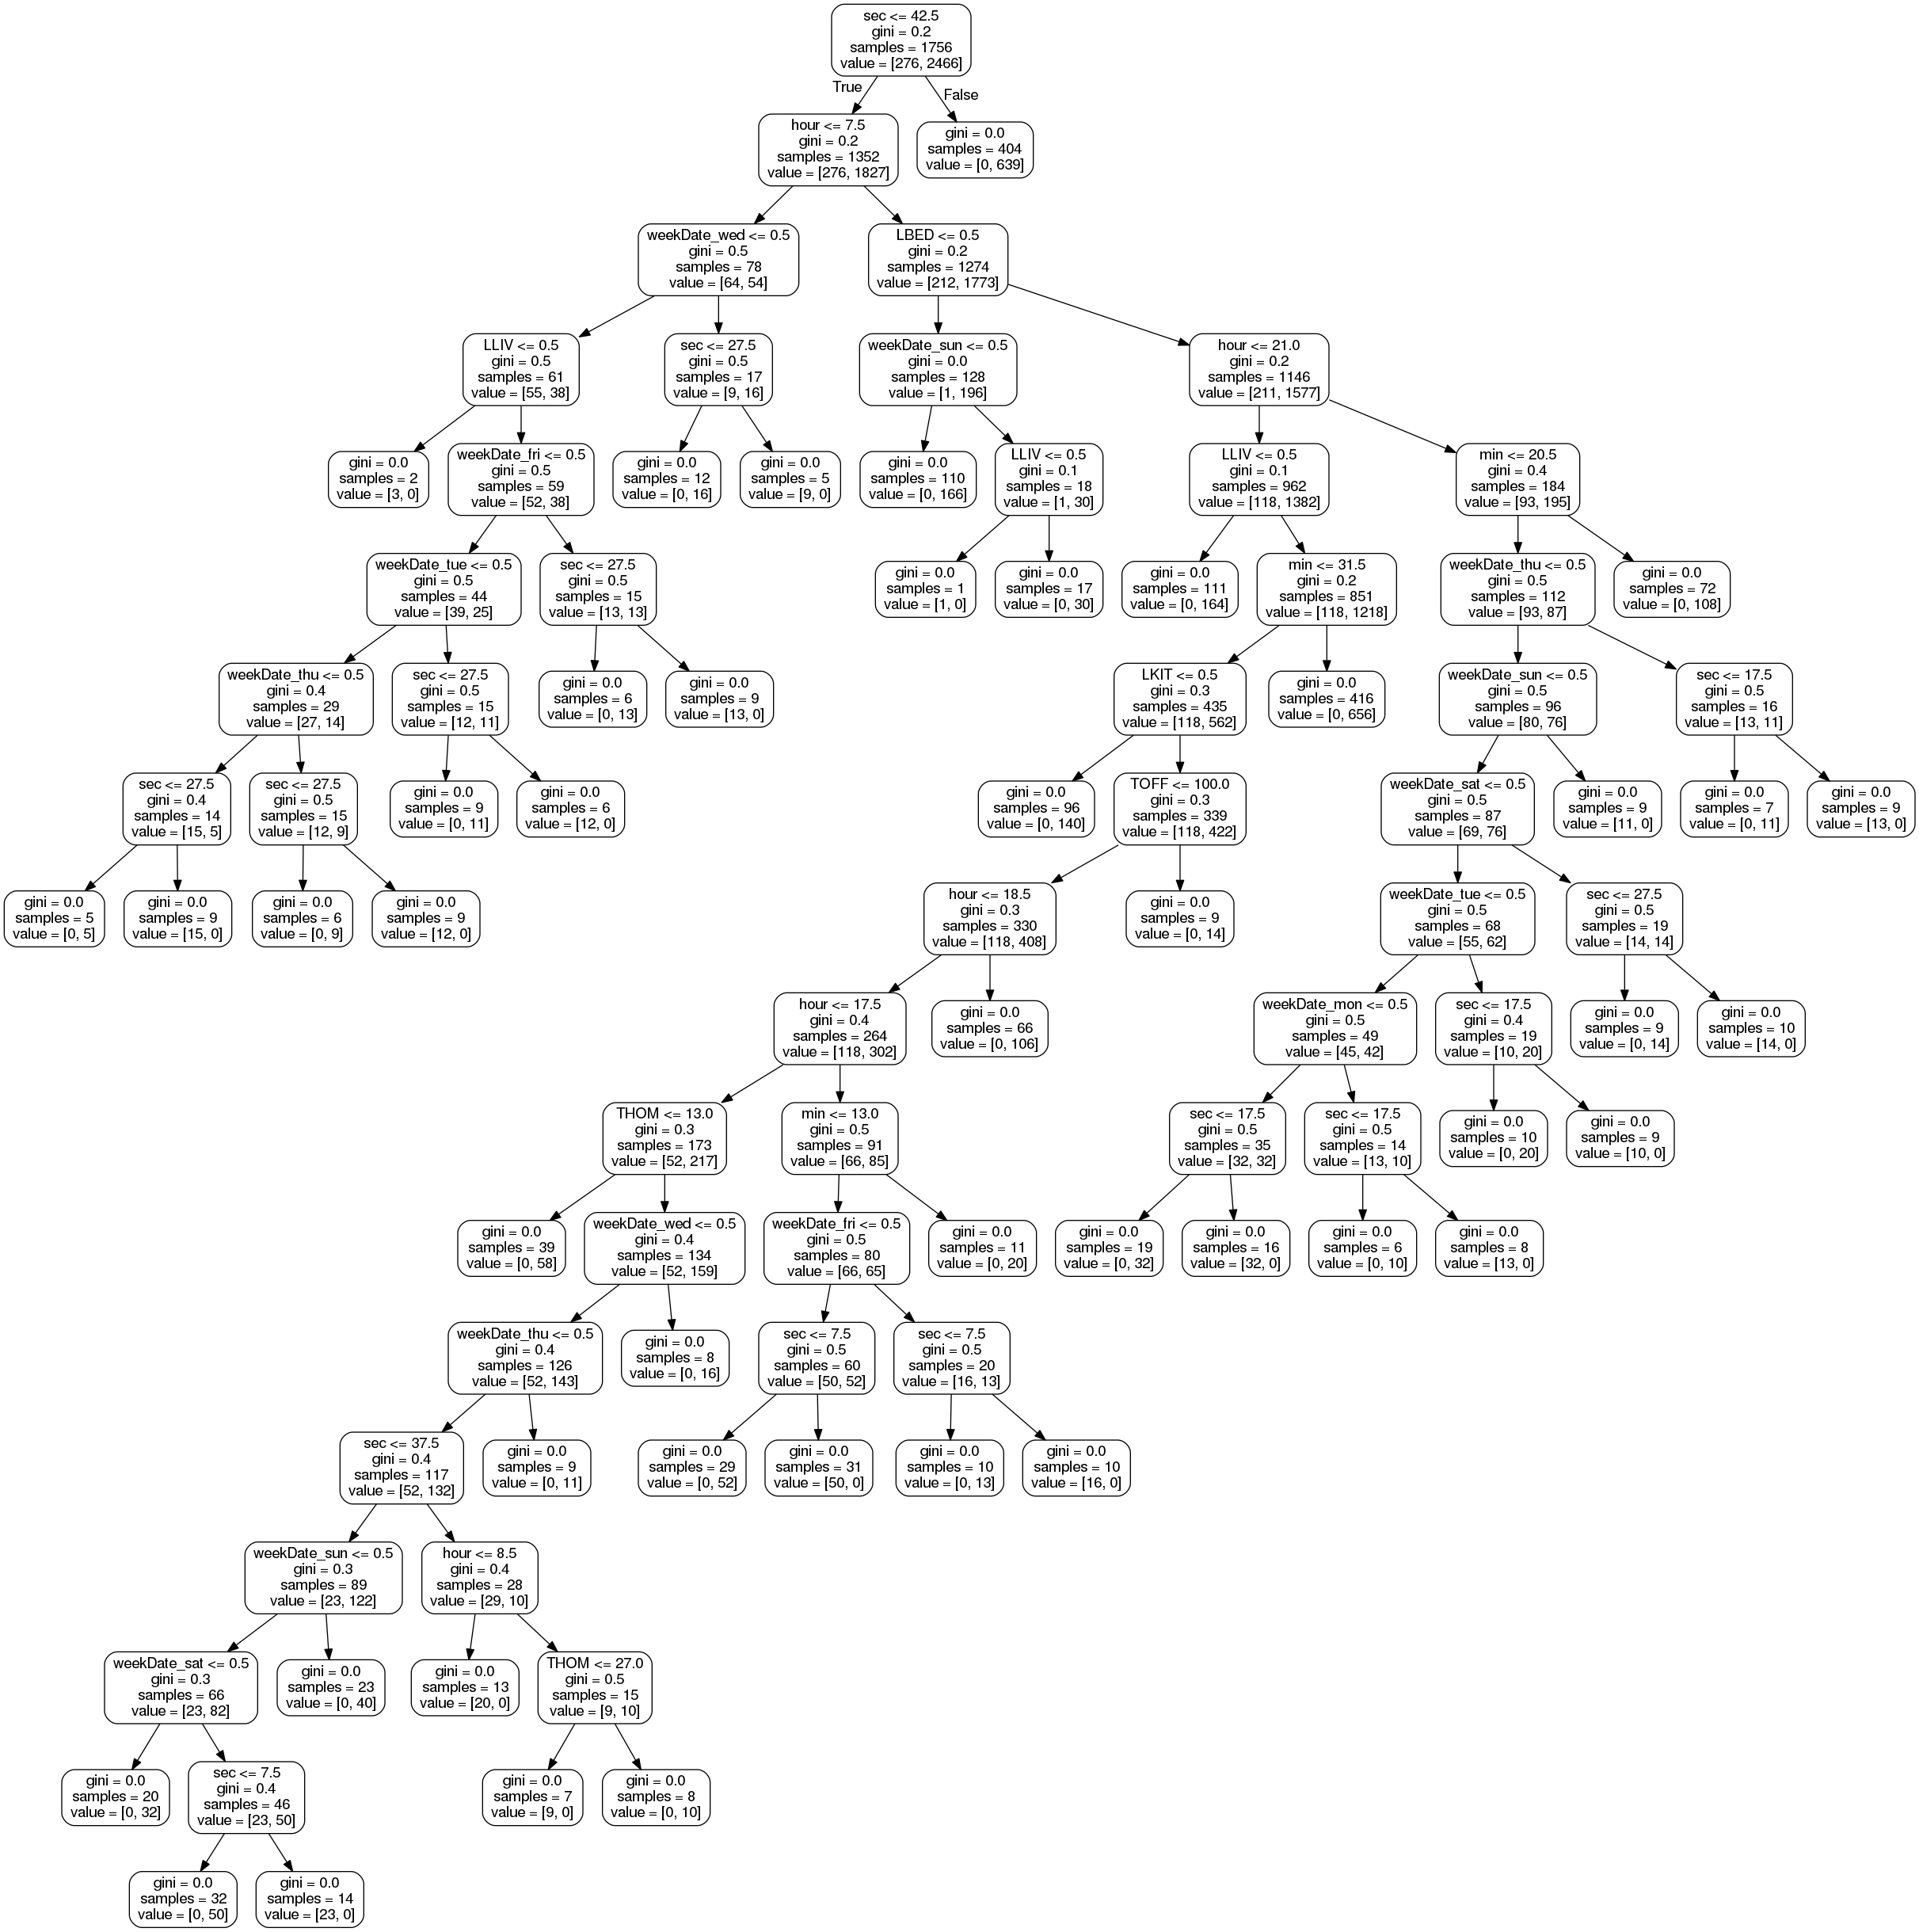 sec <= 42.5
gini = 0.2
samples = 1756
value = [276, 2466]
True
False
hour <= 7.5
gini = 0.2
samples = 1352
value = [276, 1827]
gini = 0.0
samples = 404
value = [0, 639]
weekDate_wed <= 0.5
gini = 0.5
samples = 78
value = [64, 54]
LBED <= 0.5
gini = 0.2
samples = 1274
value = [212, 1773]
LLIV <= 0.5
gini = 0.5
samples = 61
value = [55, 38]
sec <= 27.5
gini = 0.5
samples = 17
value = [9, 16]
weekDate_sun <= 0.5
gini = 0.0
samples = 128
value = [1, 196]
hour <= 21.0
gini = 0.2
samples = 1146
value = [211, 1577]
gini = 0.0
samples = 2
value = [3, 0]
weekDate_fri <= 0.5
gini = 0.5
samples = 59
value = [52, 38]
gini = 0.0
samples = 12
value = [0, 16]
gini = 0.0
samples = 5
value = [9, 0]
gini = 0.0
samples = 110
value = [0, 166]
LLIV <= 0.5
gini = 0.1
samples = 18
value = [1, 30]
LLIV <= 0.5
gini = 0.1
samples = 962
value = [118, 1382]
min <= 20.5
gini = 0.4
samples = 184
value = [93, 195]
weekDate_tue <= 0.5
gini = 0.5
samples = 44
value = [39, 25]
sec <= 27.5
gini = 0.5
samples = 15
value = [13, 13]
gini = 0.0
samples = 1
value = [1, 0]
gini = 0.0
samples = 17
value = [0, 30]
gini = 0.0
samples = 111
value = [0, 164]
min <= 31.5
gini = 0.2
samples = 851
value = [118, 1218]
weekDate_thu <= 0.5
gini = 0.5
samples = 112
value = [93, 87]
gini = 0.0
samples = 72
value = [0, 108]
weekDate_thu <= 0.5
gini = 0.4
samples = 29
value = [27, 14]
sec <= 27.5
gini = 0.5
samples = 15
value = [12, 11]
gini = 0.0
samples = 6
value = [0, 13]
gini = 0.0
samples = 9
value = [13, 0]
LKIT <= 0.5
gini = 0.3
samples = 435
value = [118, 562]
gini = 0.0
samples = 416
value = [0, 656]
weekDate_sun <= 0.5
gini = 0.5
samples = 96
value = [80, 76]
sec <= 17.5
gini = 0.5
samples = 16
value = [13, 11]
sec <= 27.5
gini = 0.4
samples = 14
value = [15, 5]
sec <= 27.5
gini = 0.5
samples = 15
value = [12, 9]
gini = 0.0
samples = 9
value = [0, 11]
gini = 0.0
samples = 6
value = [12, 0]
gini = 0.0
samples = 96
value = [0, 140]
TOFF <= 100.0
gini = 0.3
samples = 339
value = [118, 422]
weekDate_sat <= 0.5
gini = 0.5
samples = 87
value = [69, 76]
gini = 0.0
samples = 9
value = [11, 0]
gini = 0.0
samples = 7
value = [0, 11]
gini = 0.0
samples = 9
value = [13, 0]
gini = 0.0
samples = 5
value = [0, 5]
gini = 0.0
samples = 9
value = [15, 0]
gini = 0.0
samples = 6
value = [0, 9]
gini = 0.0
samples = 9
value = [12, 0]
hour <= 18.5
gini = 0.3
samples = 330
value = [118, 408]
gini = 0.0
samples = 9
value = [0, 14]
weekDate_tue <= 0.5
gini = 0.5
samples = 68
value = [55, 62]
sec <= 27.5
gini = 0.5
samples = 19
value = [14, 14]
hour <= 17.5
gini = 0.4
samples = 264
value = [118, 302]
gini = 0.0
samples = 66
value = [0, 106]
weekDate_mon <= 0.5
gini = 0.5
samples = 49
value = [45, 42]
sec <= 17.5
gini = 0.4
samples = 19
value = [10, 20]
gini = 0.0
samples = 9
value = [0, 14]
gini = 0.0
samples = 10
value = [14, 0]
THOM <= 13.0
gini = 0.3
samples = 173
value = [52, 217]
min <= 13.0
gini = 0.5
samples = 91
value = [66, 85]
sec <= 17.5
gini = 0.5
samples = 35
value = [32, 32]
sec <= 17.5
gini = 0.5
samples = 14
value = [13, 10]
gini = 0.0
samples = 10
value = [0, 20]
gini = 0.0
samples = 9
value = [10, 0]
gini = 0.0
samples = 39
value = [0, 58]
weekDate_wed <= 0.5
gini = 0.4
samples = 134
value = [52, 159]
weekDate_fri <= 0.5
gini = 0.5
samples = 80
value = [66, 65]
gini = 0.0
samples = 11
value = [0, 20]
gini = 0.0
samples = 19
value = [0, 32]
gini = 0.0
samples = 16
value = [32, 0]
gini = 0.0
samples = 6
value = [0, 10]
gini = 0.0
samples = 8
value = [13, 0]
weekDate_thu <= 0.5
gini = 0.4
samples = 126
value = [52, 143]
gini = 0.0
samples = 8
value = [0, 16]
sec <= 7.5
gini = 0.5
samples = 60
value = [50, 52]
sec <= 7.5
gini = 0.5
samples = 20
value = [16, 13]
sec <= 37.5
gini = 0.4
samples = 117
value = [52, 132]
gini = 0.0
samples = 9
value = [0, 11]
gini = 0.0
samples = 29
value = [0, 52]
gini = 0.0
samples = 31
value = [50, 0]
gini = 0.0
samples = 10
value = [0, 13]
gini = 0.0
samples = 10
value = [16, 0]
weekDate_sun <= 0.5
gini = 0.3
samples = 89
value = [23, 122]
hour <= 8.5
gini = 0.4
samples = 28
value = [29, 10]
weekDate_sat <= 0.5
gini = 0.3
samples = 66
value = [23, 82]
gini = 0.0
samples = 23
value = [0, 40]
gini = 0.0
samples = 13
value = [20, 0]
THOM <= 27.0
gini = 0.5
samples = 15
value = [9, 10]
gini = 0.0
samples = 20
value = [0, 32]
sec <= 7.5
gini = 0.4
samples = 46
value = [23, 50]
gini = 0.0
samples = 7
value = [9, 0]
gini = 0.0
samples = 8
value = [0, 10]
gini = 0.0
samples = 32
value = [0, 50]
gini = 0.0
samples = 14
value = [23, 0]